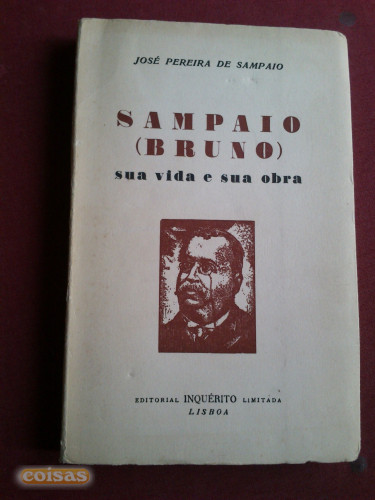 JOSÉ PEREIRA DE SAMPAIO
SAMPAIO
(BRUNO)
sua vida e sua obra
EDITORIAL INQUÉRITO LIMITADA
LISBOA
coisas